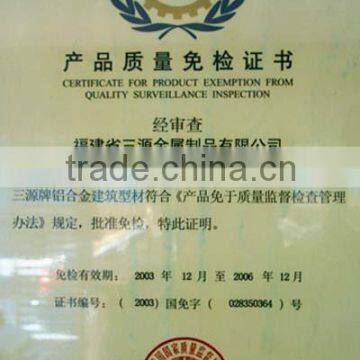 产品质量免检证书
CERTIFICATE FOR PRODUCT EXEMPTION FROM
QUALITY SURVEILLANCE INSPECTION
经审查
福建省三源金属制品有限公司
trade.china.cn
三源牌铝合金建筑型材符合《产品免于质量监督检查管理
办法》规定，批准免检，特此证明。
免检有效期： 2003 年 12 月 至 2006 年 12 月
证书编号：（ 2003）国免字（ 028350364 ）号
国家质量监